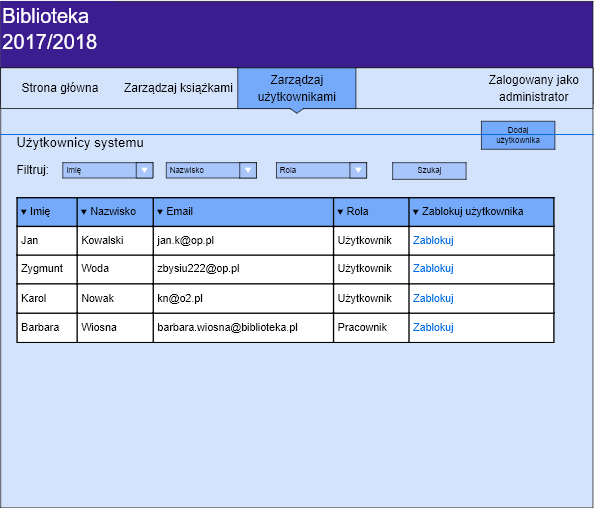 Biblioteka
2017/2018
Strona główna
Zarządzaj książkami
Zarządzaj
użytkownikami
Zalogowany jako
administrator
Dodaj
użytkownika
Użytkownicy systemu
Filtruj: Imię Nazwisko Rola Szukaj
Imię Nazwisko Email Rola Zablokuj użytkownika
Jan Kowalski jan.k@op.pl Użytkownik Zablokuj
Zygmunt Woda zbysiu222@op.pl Użytkownik Zablokuj
Karol Nowak kn@o2.pl Użytkownik Zablokuj
Barbara Wiosna barbara.wiosna@biblioteka.pl Pracownik Zablokuj